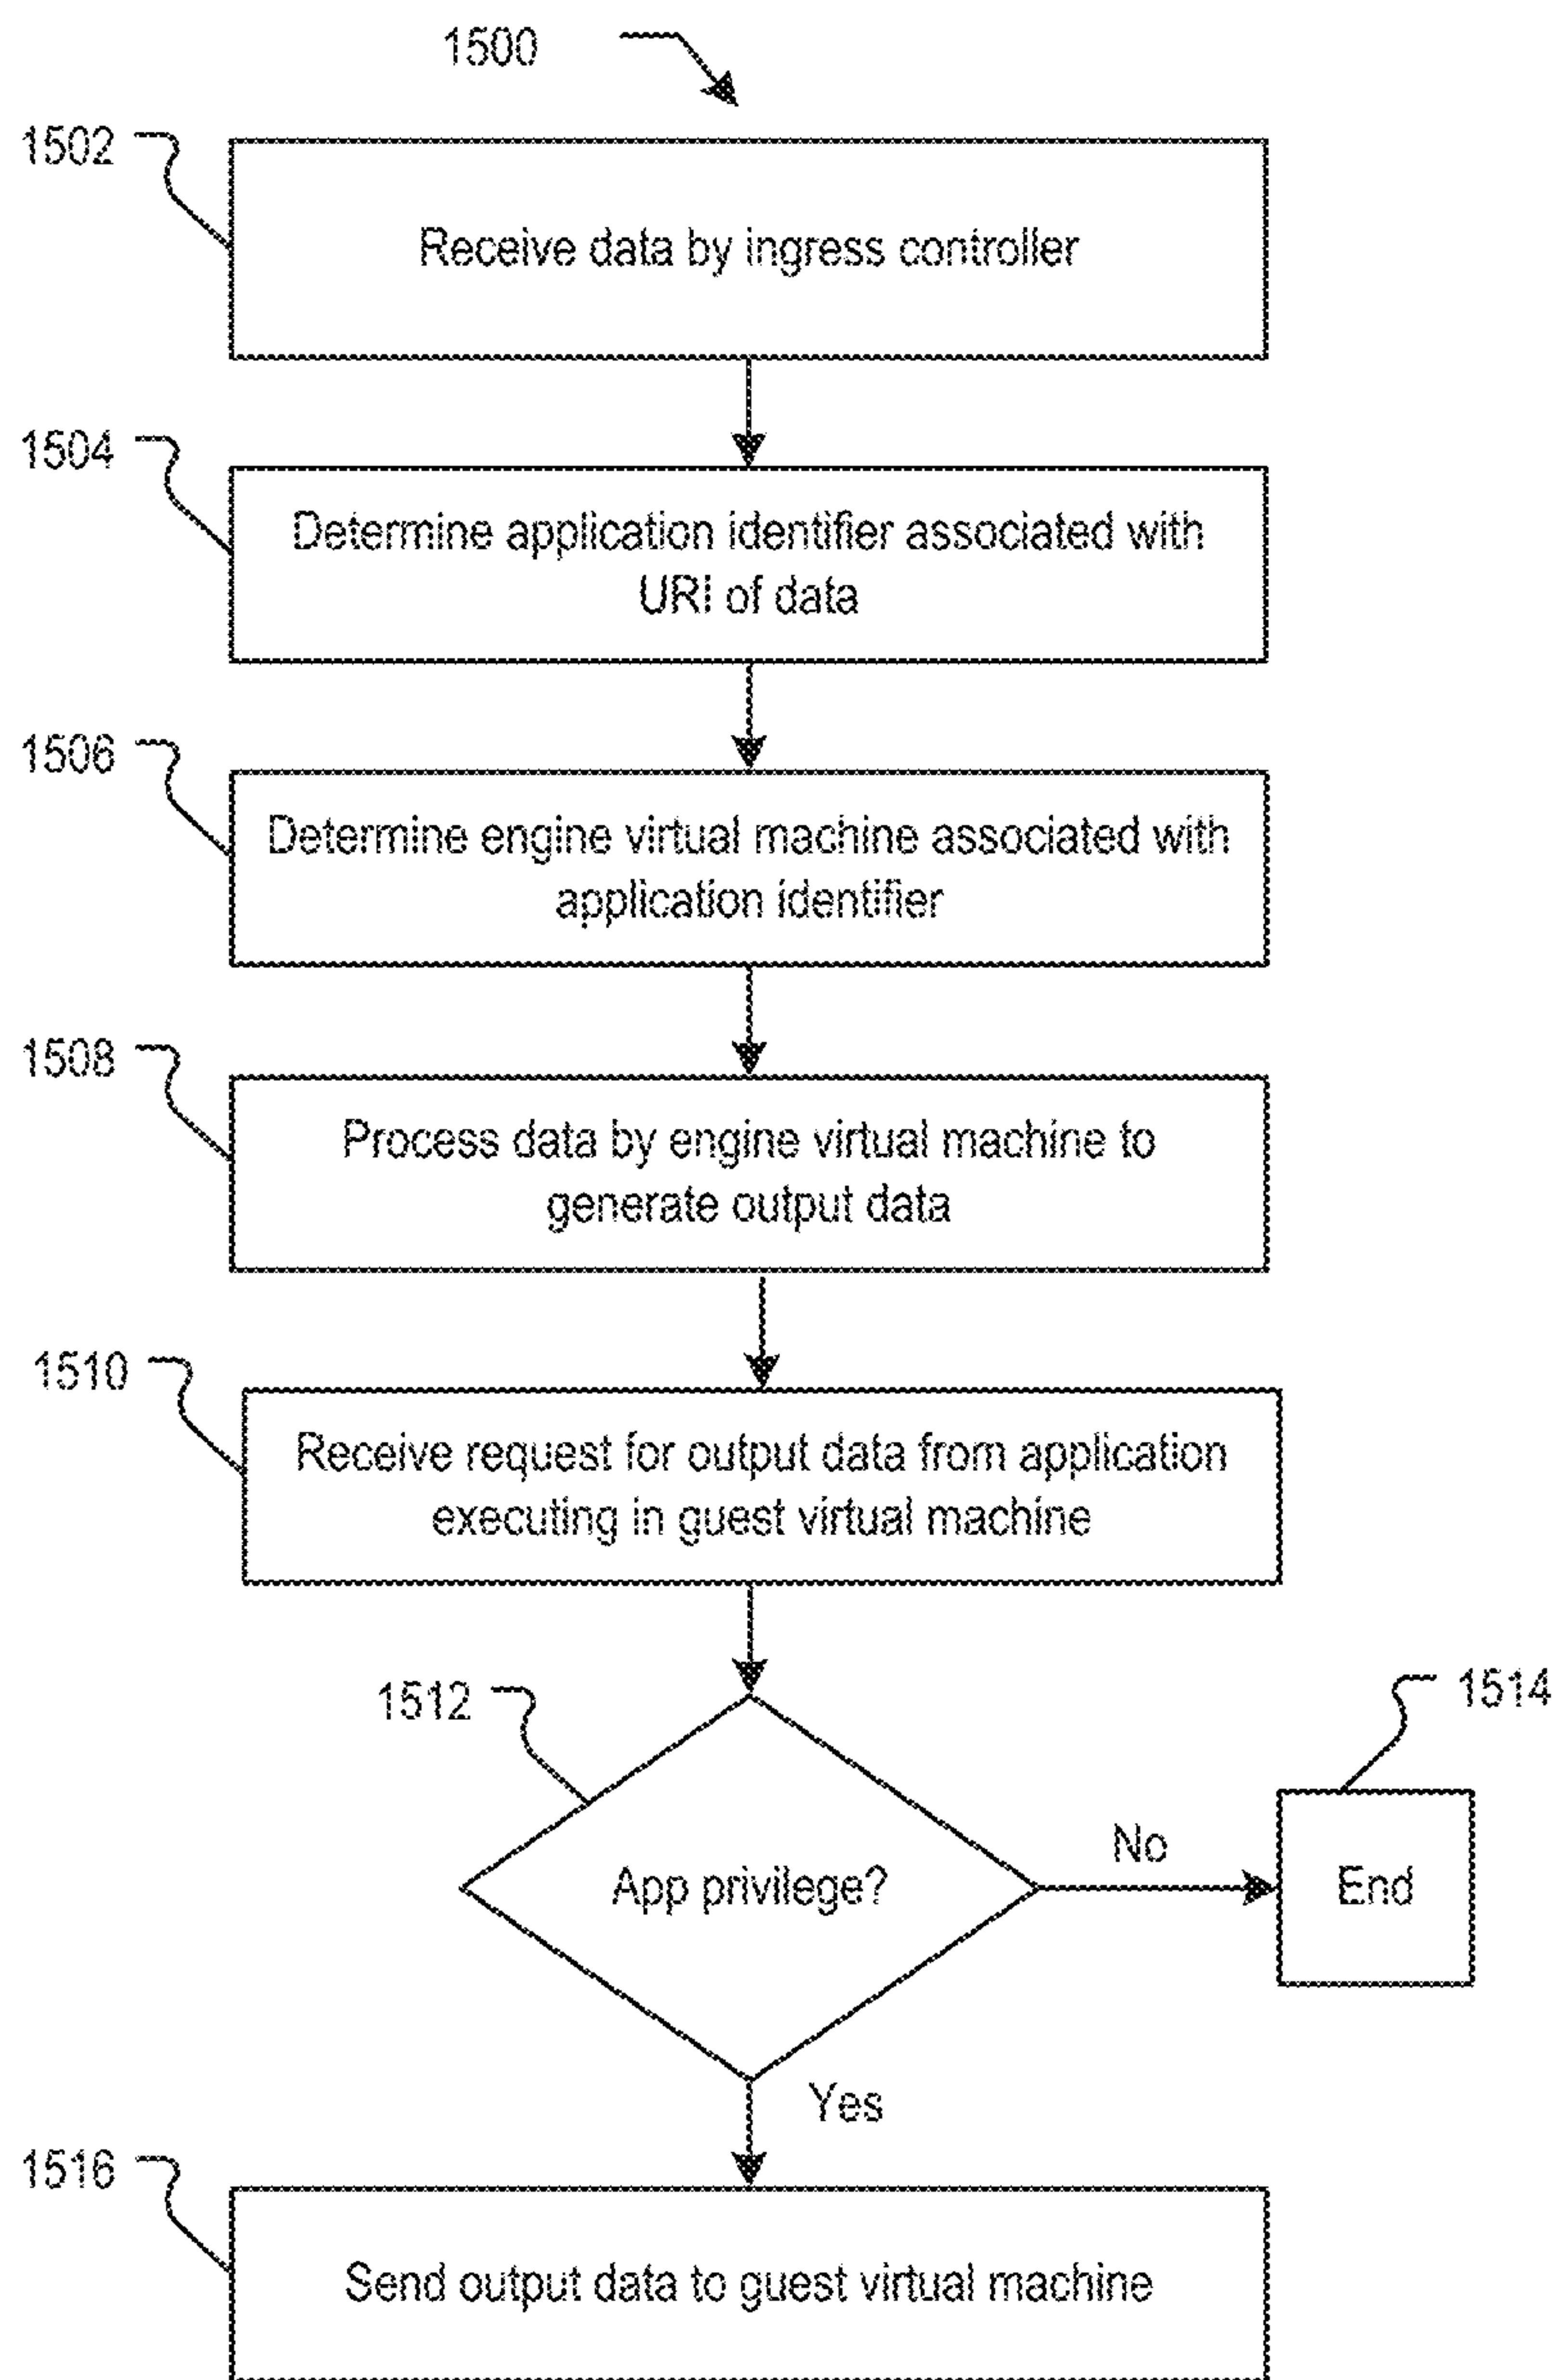 1500
1502
Receive data by ingress controller
1504
Determine application identifier associated with
URI of data
1506
Determine engine virtual machine associated with
application identifier
1508
Process data by engine virtual machine to
generate output data
1510
Receive request for output data from application
executing in guest virtual machine
1512
1514
App privilege?
No
End
Yes
1516
Send output data to guest virtual machine